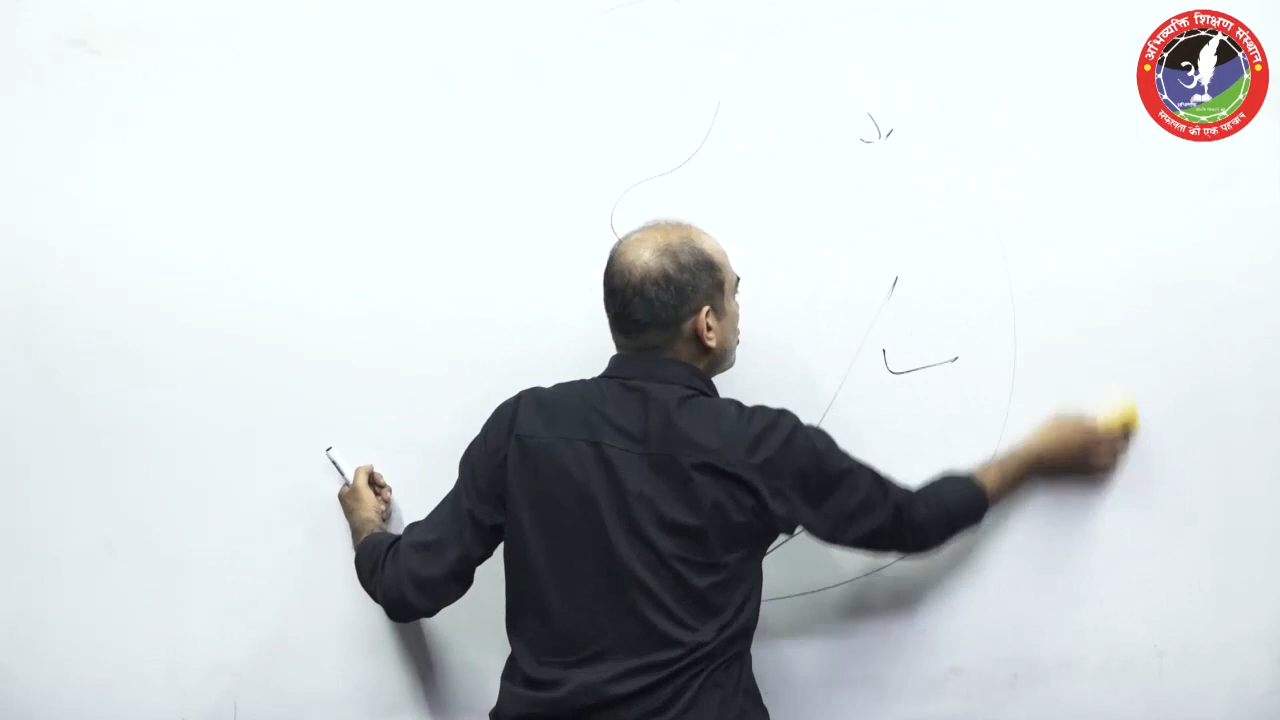 अभिव्यक्ति शिक्षण संस्थान
सफलता की एक पहचान